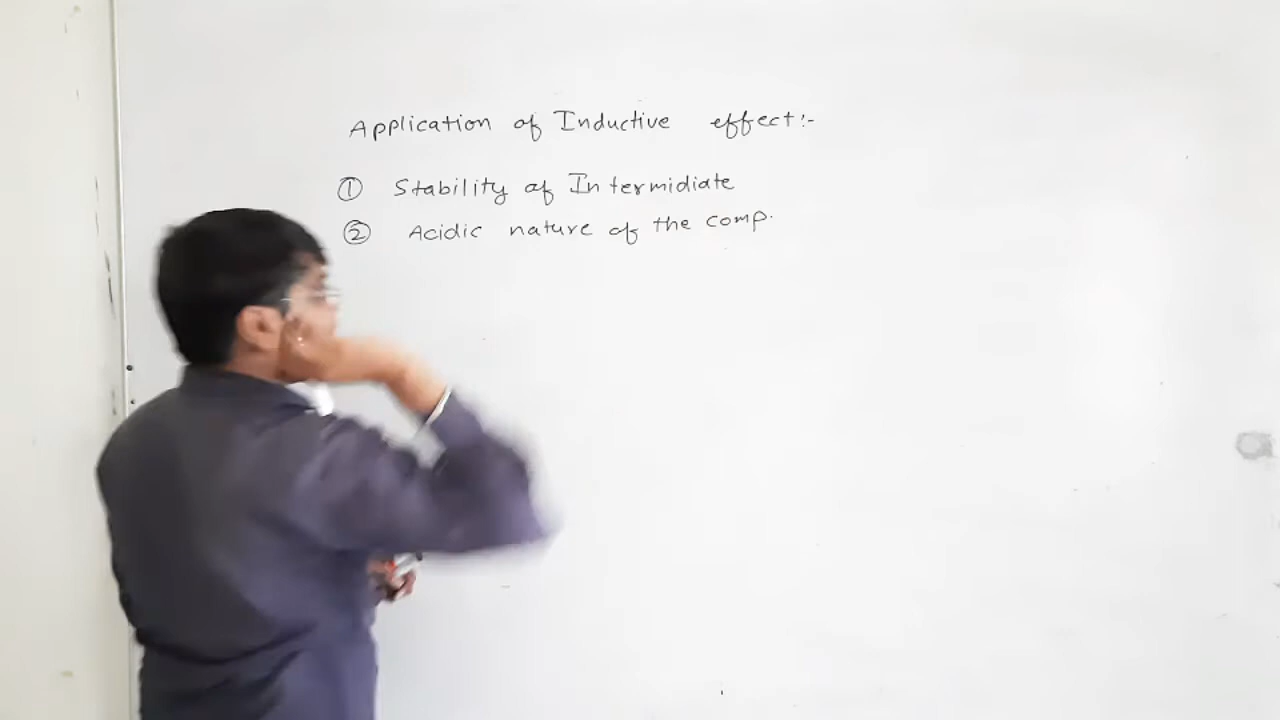 Application of Inductive effect:-
① Stability of Intermidiate
② Acidic nature of the comp.